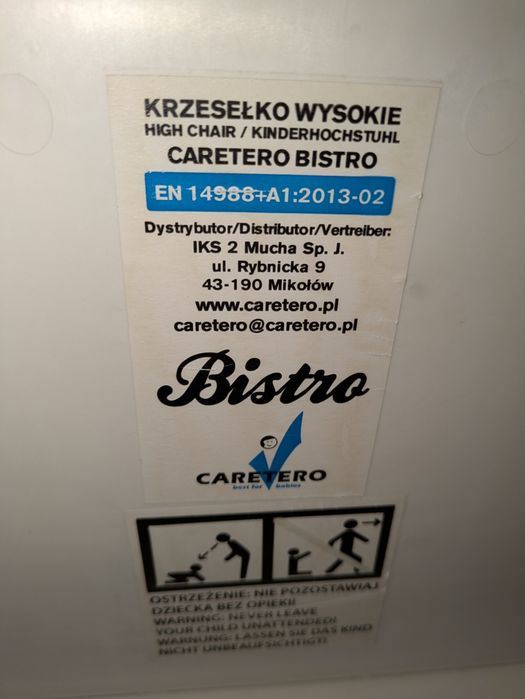 KRZESEŁKO WYSOKIE
HIGH CHAIR / KINDERHOCHSTUHL
CARETERO BISTRO
EN 14988+A1:2013-02
Dystrybutor/Distributor/Vertreiber:
IKS 2 Mucha Sp. J.
ul. Rybnicka 9
43-190 Mikołów
www.caretero.pl
caretero@caretero.pl
Bistro
CARETERO
best for babies
OSTRZEŻENIE: NIE POZOSTAWIAJ
DZIECKA BEZ OPIEKI!
WARNING: NEVER LEAVE
YOUR CHILD UNATTENDED!
WARNUNG: LASSEN SIE DAS KIND
NICHT UNBEAUFSICHTIGT!